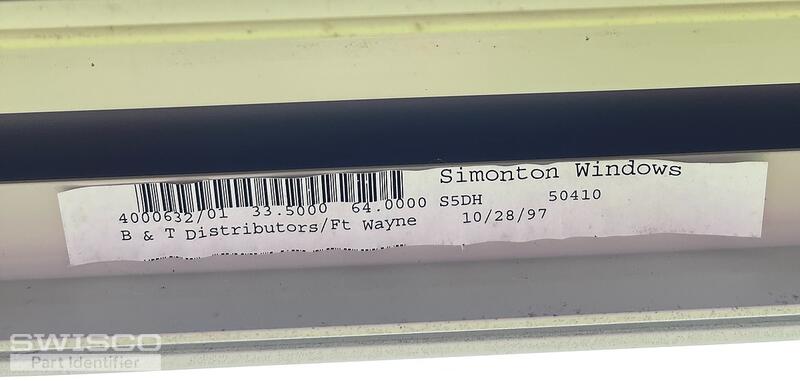 Simonton Windows
4000632/01 33.5000 64.0000 S5DH 50410
B & T Distributors/Ft Wayne 10/28/97
SWISCO
Part Identifier